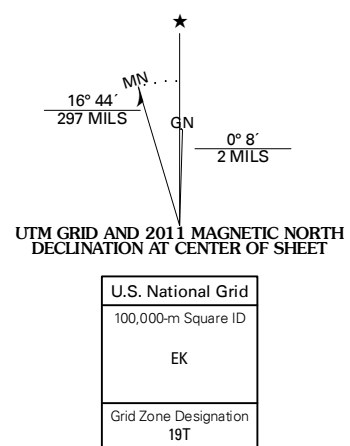 ★
MN
16° 44´
297 MILS
GN
0° 8´
2 MILS
UTM GRID AND 2011 MAGNETIC NORTH
DECLINATION AT CENTER OF SHEET
U.S. National Grid
100,000-m Square ID
EK
Grid Zone Designation
19T